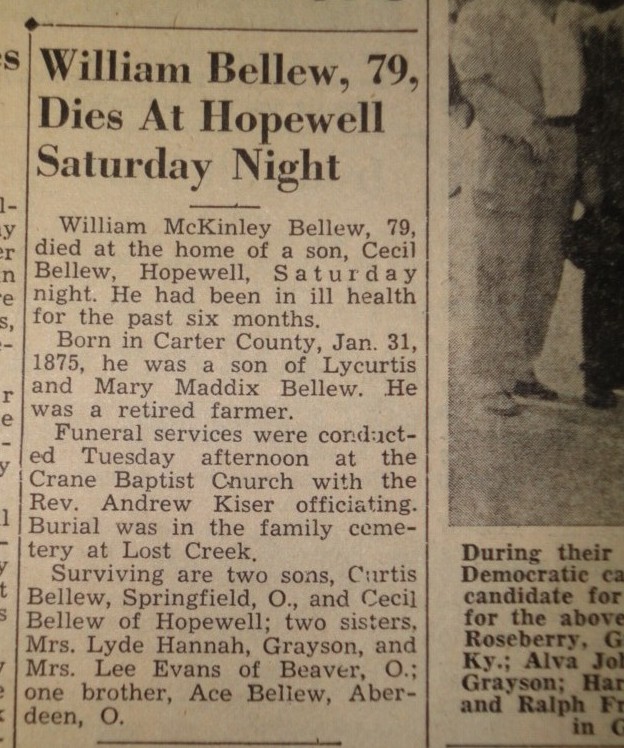 William Bellew, 79,
Dies At Hopewell
Saturday Night
William McKinley Bellew, 79,
died at the home of a son, Cecil
Bellew, Hopewell, Saturday
night. He had been in ill health
for the past six months.
Born in Carter County, Jan. 31,
1875, he was a son of Lycurtis
and Mary Maddix Bellew. He
was a retired farmer.
Funeral services were conduct-
ed Tuesday afternoon at the
Crane Baptist Church with the
Rev. Andrew Kiser officiating.
Burial was in the family ceme-
tery at Lost Creek.
Surviving are two sons, Curtis
Bellew, Springfield, O., and Cecil
Bellew of Hopewell; two sisters,
Mrs. Lyde Hannah, Grayson, and
Mrs. Lee Evans of Beaver, O.;
one brother, Ace Bellew, Aber-
deen, O.
During their
Democratic ca
candidate for
for the above
Roseberry, G
Ky.; Alva Joh
Grayson; Har
and Ralph Fr
in G